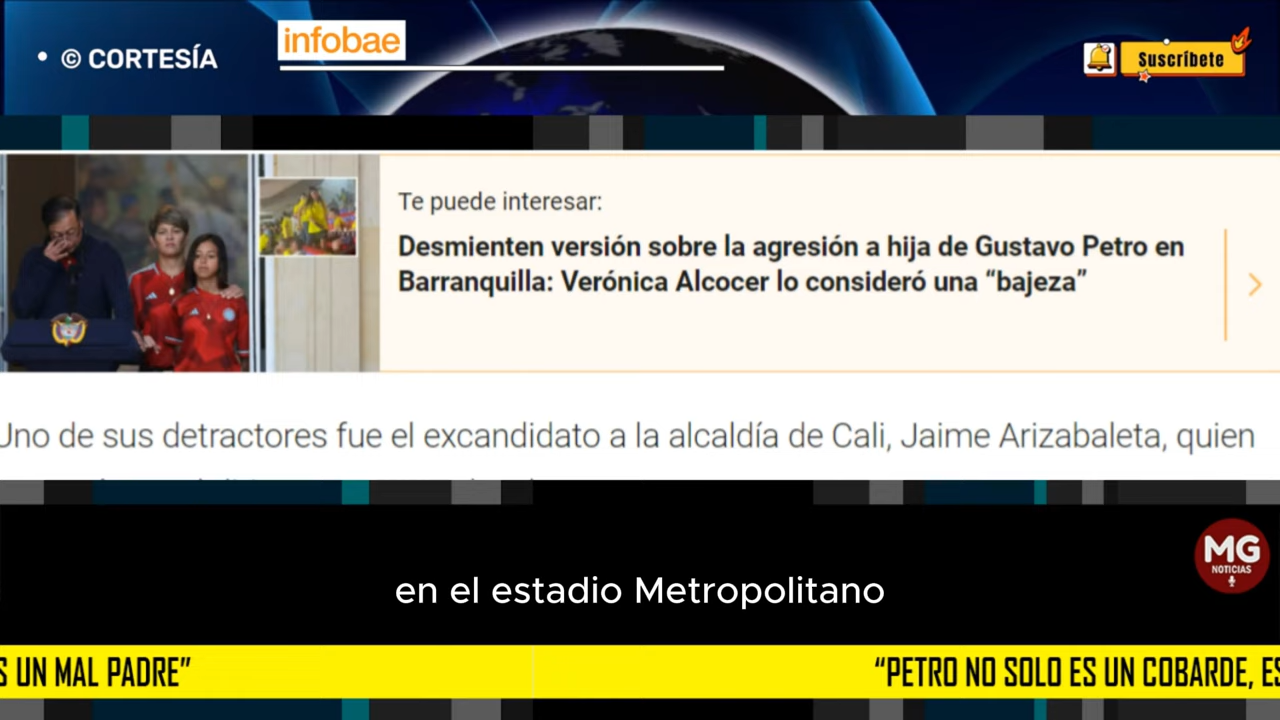 • © CORTESÍA
infobae
Suscríbete
Te puede interesar:
Desmienten versión sobre la agresión a hija de Gustavo Petro en
Barranquilla: Verónica Alcocer lo consideró una “bajeza”
Uno de sus detractores fue el excandidato a la alcaldía de Cali, Jaime Arizabaleta, quien
en el estadio Metropolitano
MG
NOTICIAS
S UN MAL PADRE”
“PETRO NO SOLO ES UN COBARDE, ES